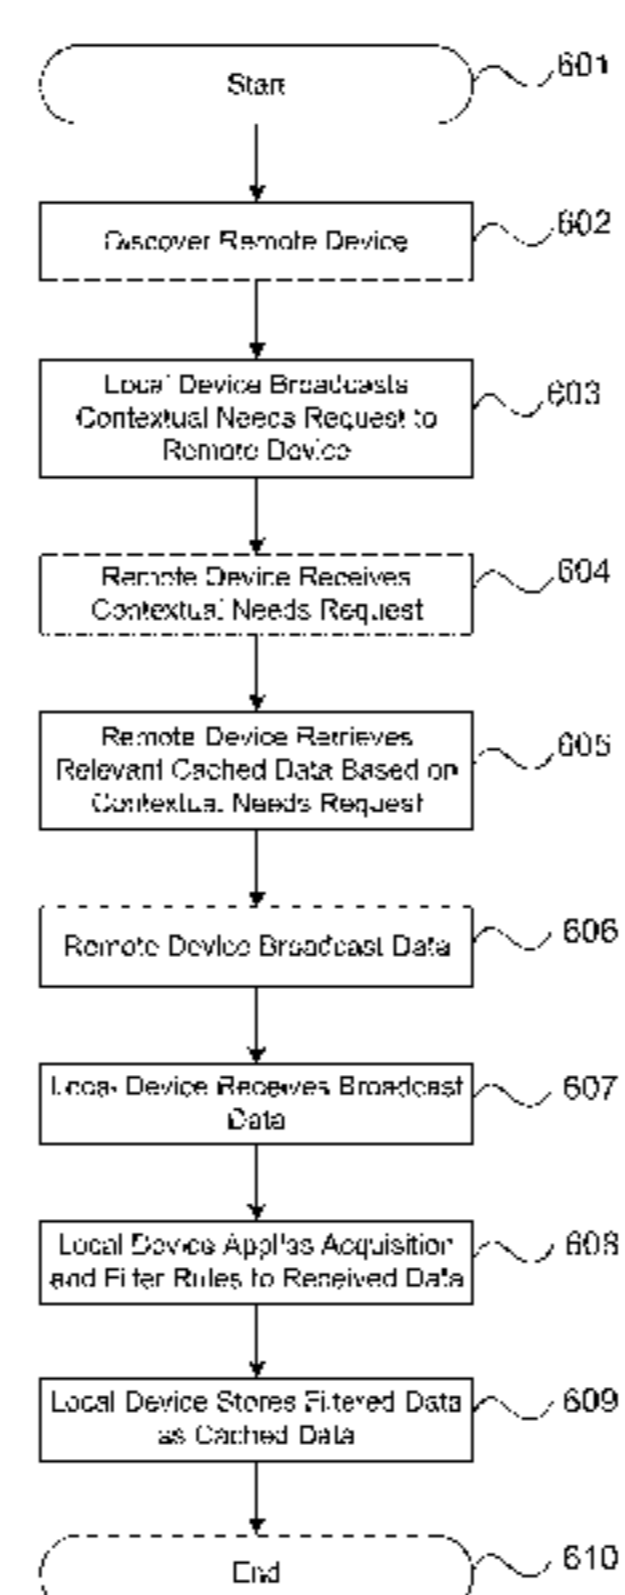 Start
601
Discover Remote Device
602
Local Device Broadcasts
Contextual Needs Request to
Remote Device
603
Remote Device Receives
Contextual Needs Request
604
Remote Device Retrieves
Relevant Cached Data Based on
Contextual Needs Request
605
Remote Device Broadcast Data
606
Local Device Receives Broadcast
Data
607
Local Device Applies Acquisition
and Filter Rules to Received Data
608
Local Device Stores Filtered Data
as Cached Data
609
End
610